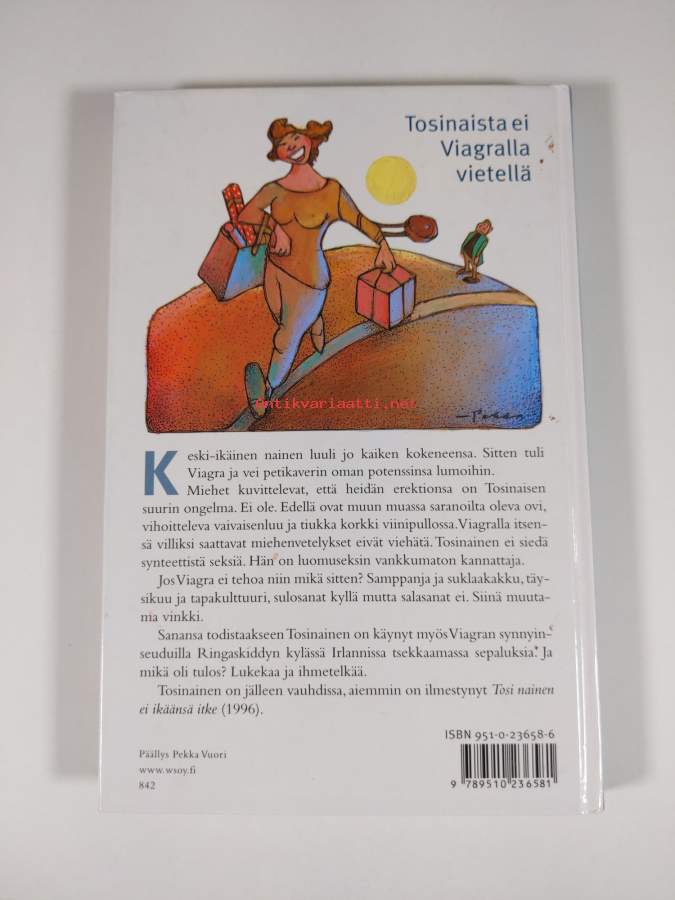 Tosinaista ei
Viagralla
vietellä
Antikvariaatti.net
Keski-ikäinen nainen luuli jo kaiken kokeneensa. Sitten tuli
Viagra ja vei petikaverin oman potenssinsa lumoihin.
Miehet kuvittelevat, että heidän erektionsa on Tosinaisen
suurin ongelma. Ei ole. Edellä ovat muun muassa saranoilta oleva ovi,
vihoitteleva vaivaisenluu ja tiukka korkki viinipullossa. Viagralla itsen-
sä villiksi saattavat miehenvetelykset eivät viehätä. Tosinainen ei siedä
synteettistä seksiä. Hän on luomuseksin vankkumaton kannattaja.
Jos Viagra ei tehoa niin mikä sitten? Samppanja ja suklaakakku, täy-
sikuu ja tapakulttuuri, sulosanat kyllä mutta salasanat ei. Siinä muuta-
mia vinkki.
Sanansa todistaakseen Tosinainen on käynyt myös Viagran synnyin-
seuduilla Ringaskiddyn kylässä Irlannissa tsekkaamassa sepaluksia. Ja
mikä oli tulos? Lukekaa ja ihmetelkää.
Tosinainen on jälleen vauhdissa, aiemmin on ilmestynyt Tosi nainen
ei ikäänsä itke (1996).
ISBN 951-0-23658-6
Päällys Pekka Vuori
www.wsoy.fi
842
9 789510 236581